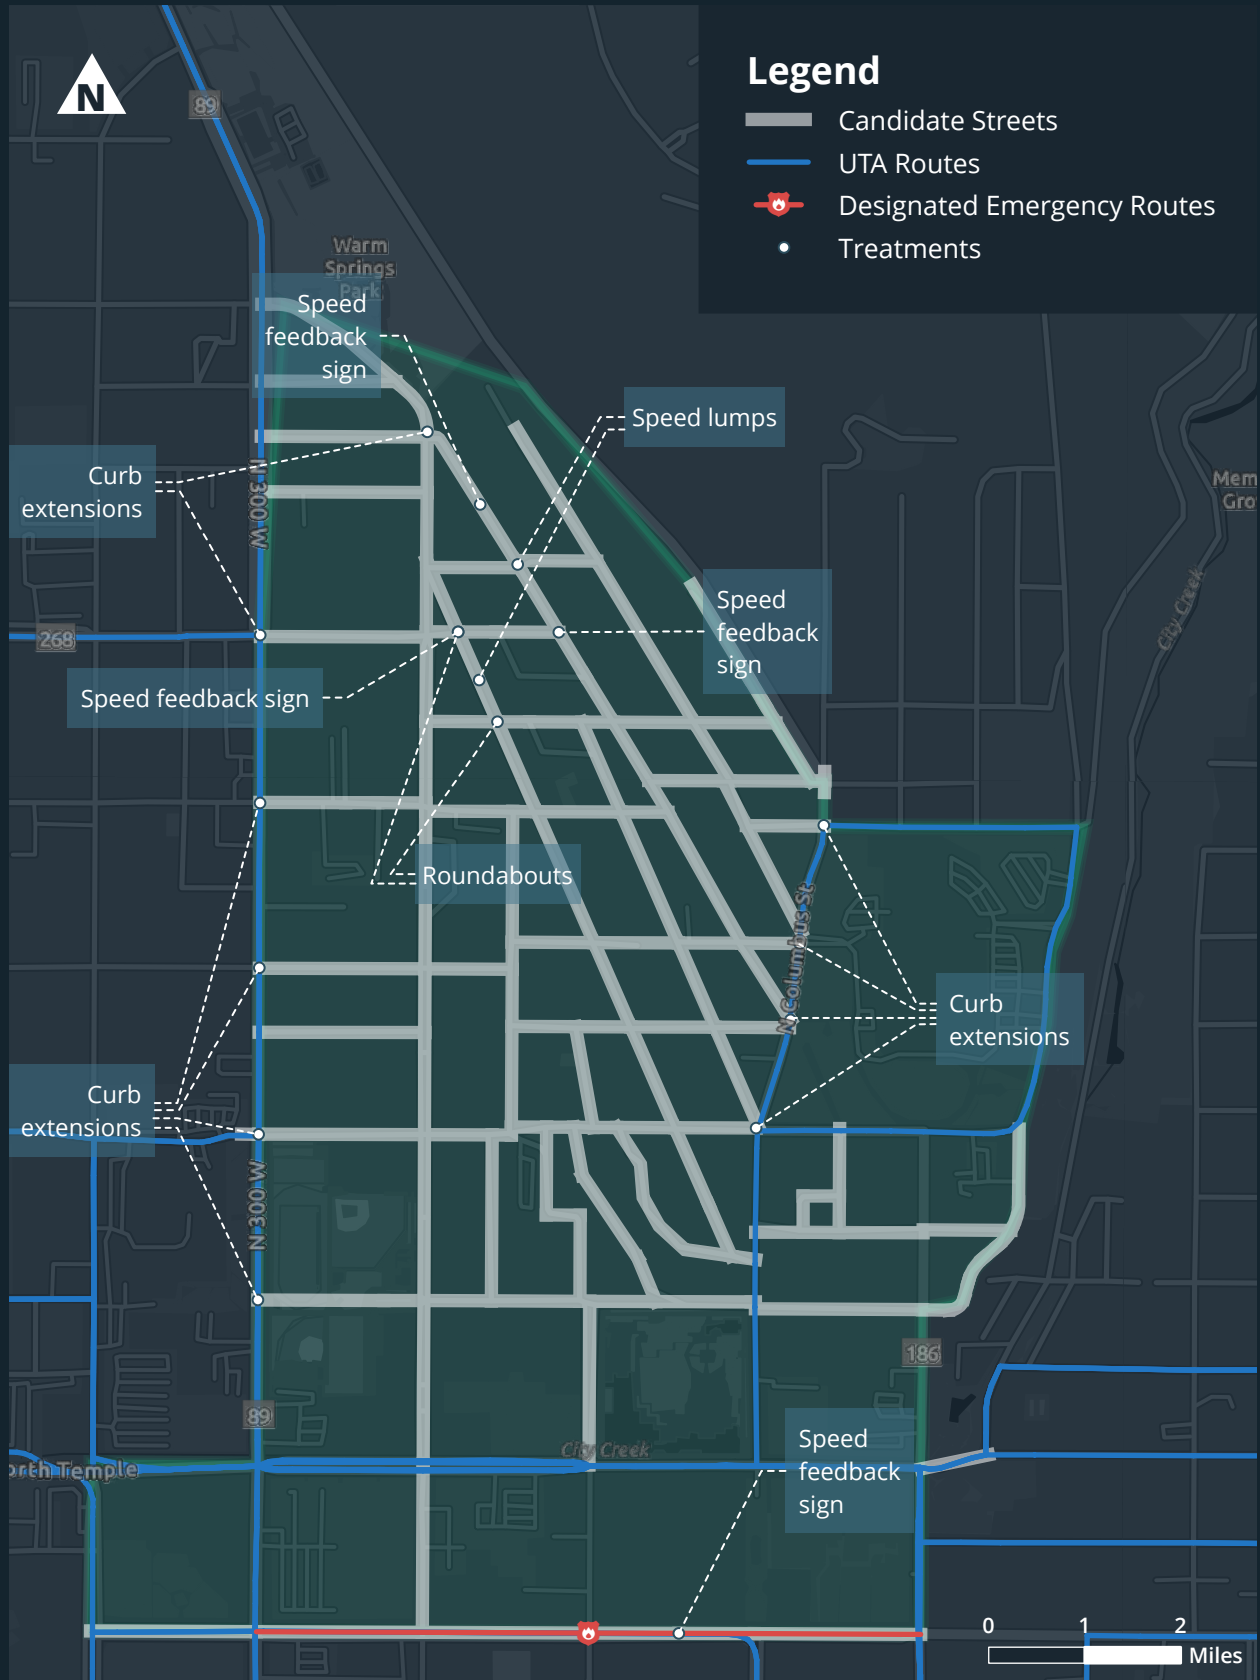 N
Legend
Candidate Streets
UTA Routes
Designated Emergency Routes
Treatments
89
Warm
Springs
Park
Speed
feedback
sign
Speed lumps
Curb
extensions
N 300 W
Mem
Gro
City Creek
Speed
feedback
sign
268
Speed feedback sign
Roundabouts
N Columbus St
Curb
extensions
Curb
extensions
N 300 W
186
89
City Creek
orth Temple
Speed
feedback
sign
0 1 2
Miles